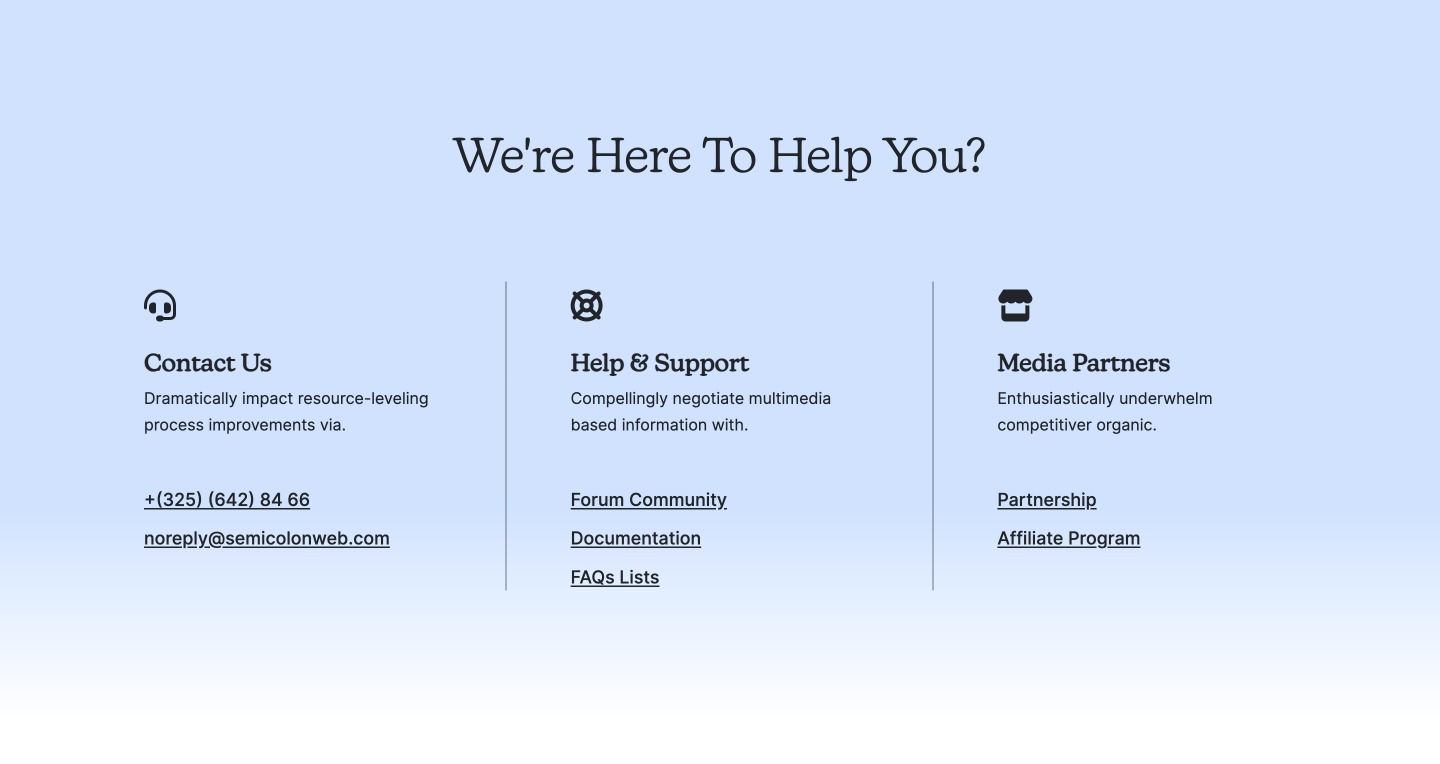 We're Here To Help You?
Contact Us
Dramatically impact resource-leveling
process improvements via.
+(325) (642) 84 66
noreply@semicolonweb.com
Help & Support
Compellingly negotiate multimedia
based information with.
Forum Community
Documentation
FAQs Lists
Media Partners
Enthusiastically underwhelm
competitiver organic.
Partnership
Affiliate Program